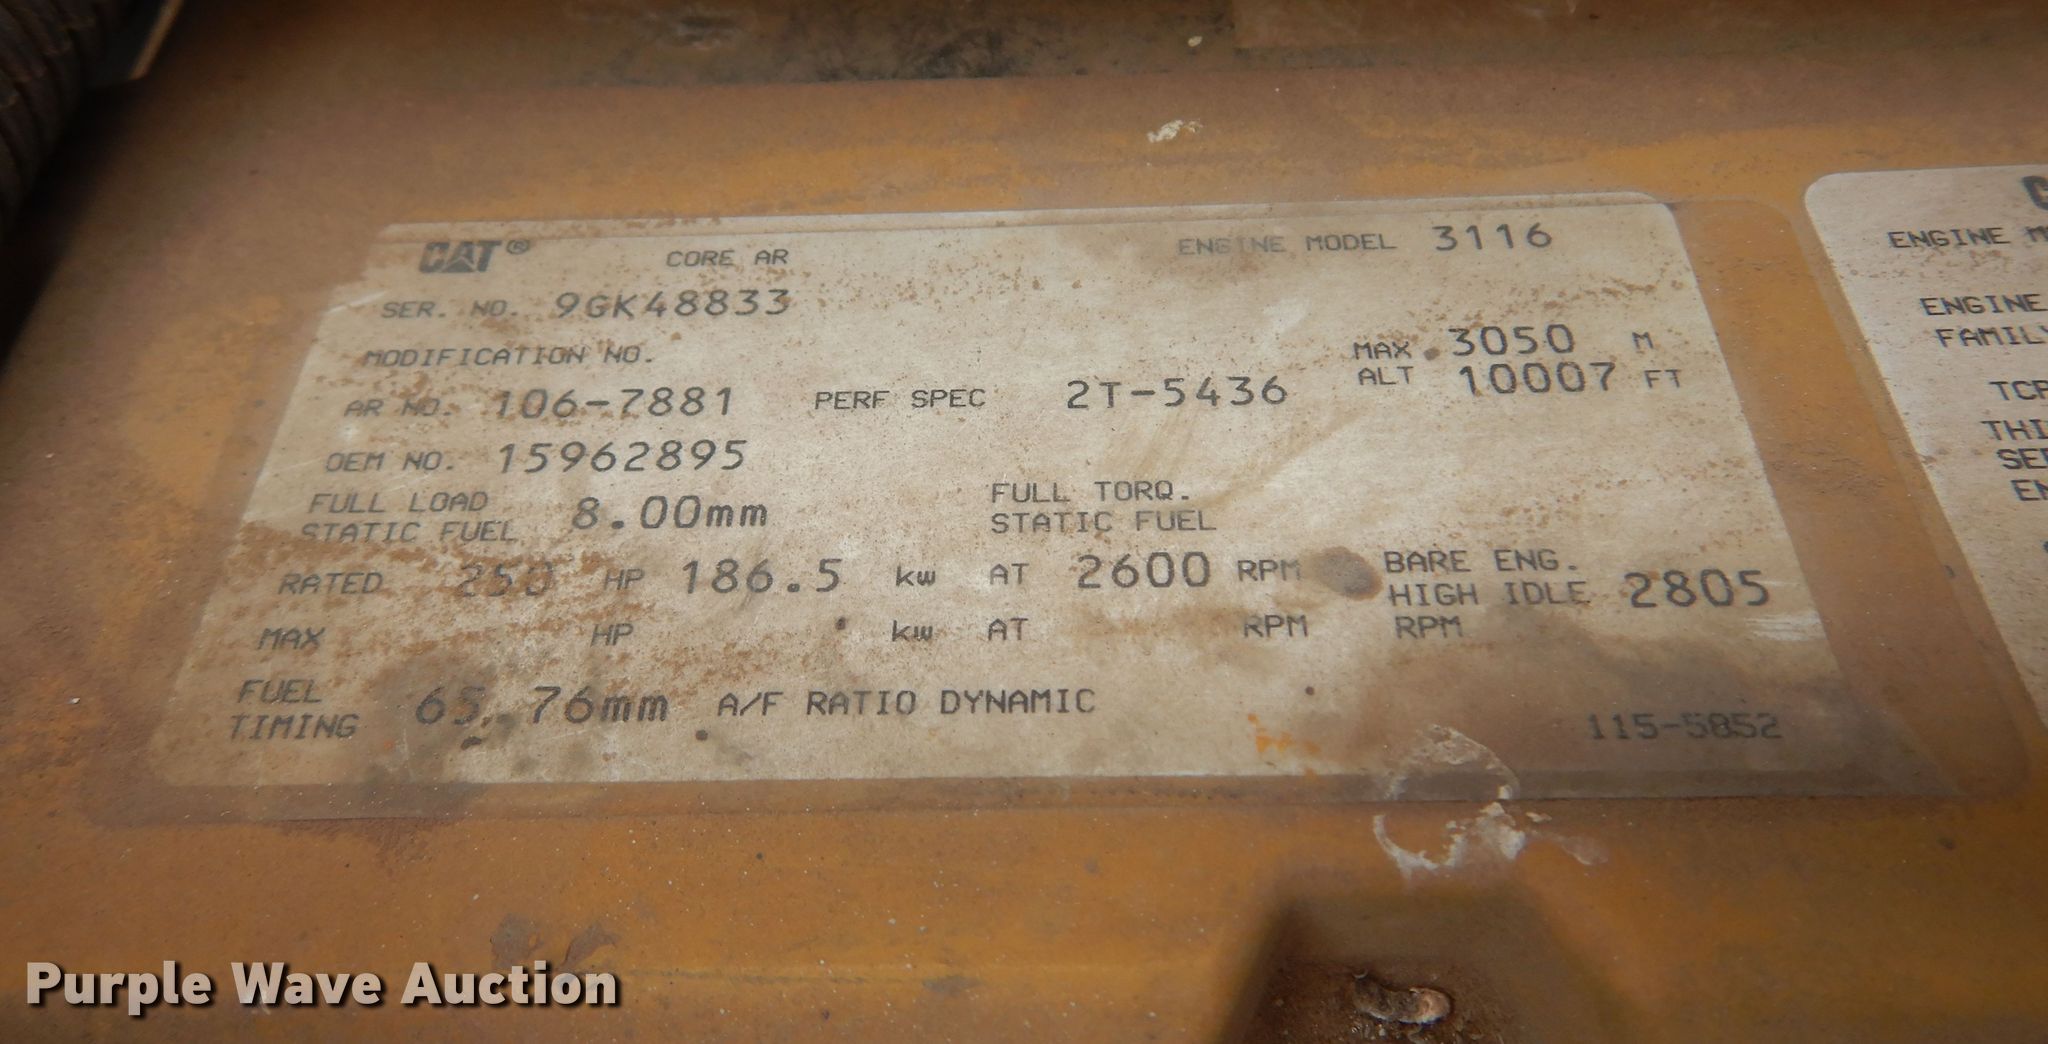 CAT® CORE AR ENGINE MODEL 3116
SER. NO. 9GK48833
MODIFICATION NO.
MAX. 3050 M
ALT 10007 FT
AR NO. 106-7881 PERF SPEC 2T-5436
OEM NO. 15962895
FULL LOAD
STATIC FUEL 8.00mm
FULL TORQ.
STATIC FUEL
RATED 250 HP 186.5 kw AT 2600 RPM
BARE ENG.
HIGH IDLE 2805
RPM
MAX HP kw AT RPM
FUEL
TIMING 65.76mm A/F RATIO DYNAMIC
115-5852
ENGINE
ENGINE
FAMILY
Purple Wave Auction